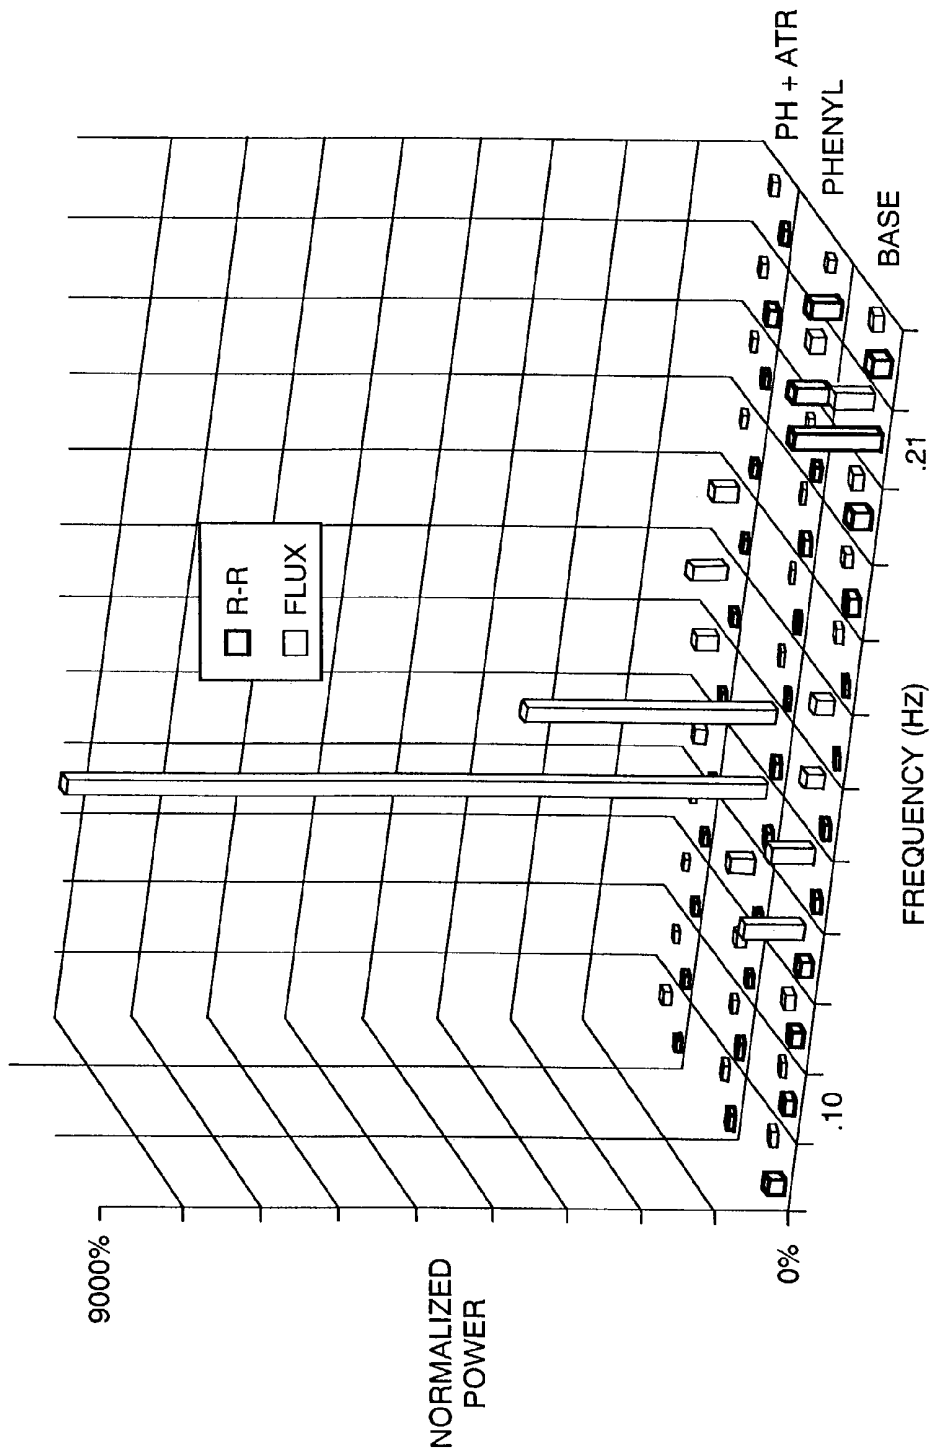 9000%
NORMALIZED
POWER
0%
R-R
FLUX
.10
.21
FREQUENCY (Hz)
PH + ATR
PHENYL
BASE